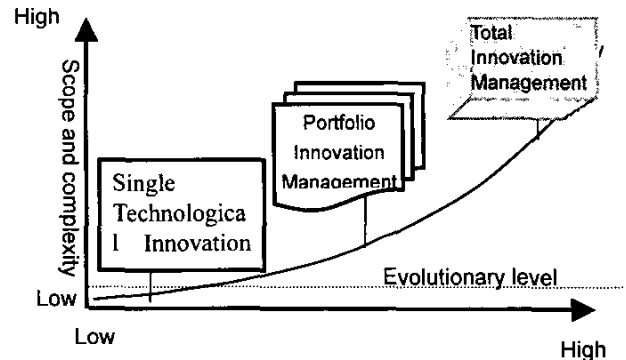 High
Scope and complexity
Total
Innovation
Management
Portfolio
Innovation
Management
Single
Technologica
l Innovation
Evolutionary level
Low
Low
High